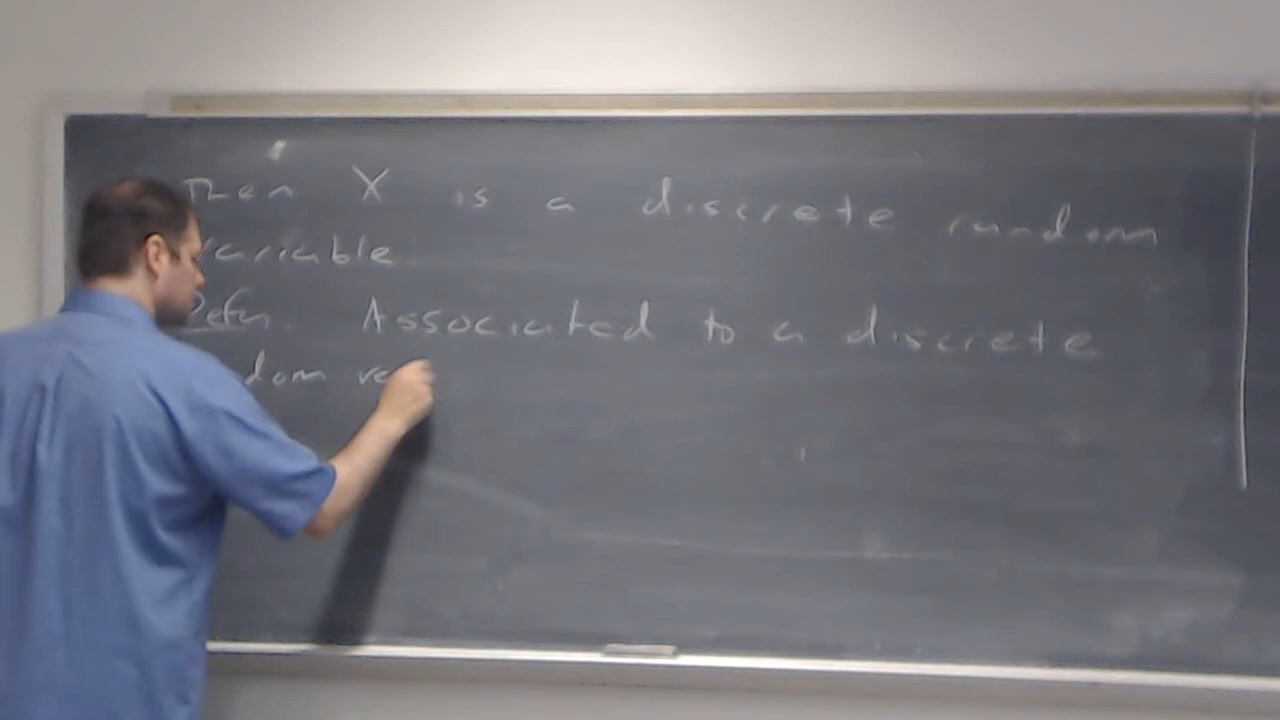 Then X is a discrete random
variable.
Defn. Associated to a discrete
dom va